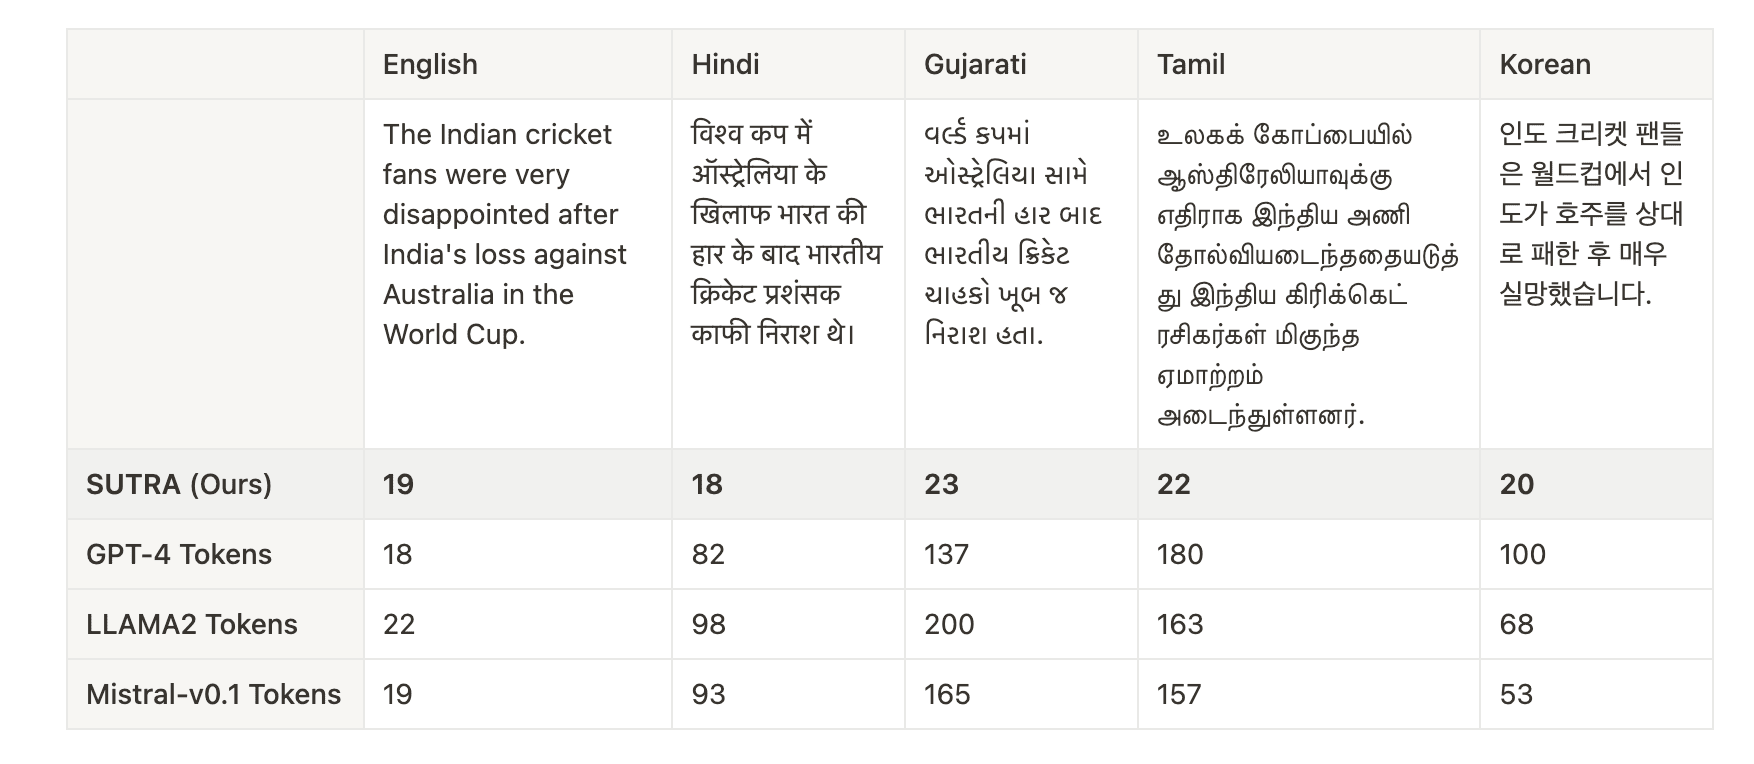 English Hindi Gujarati Tamil Korean
The Indian cricket
fans were very
disappointed after
India's loss against
Australia in the
World Cup.
विश्व कप में
ऑस्ट्रेलिया के
खिलाफ भारत की
हार के बाद भारतीय
क्रिकेट प्रशंसक
काफी निराश थे।
વર્લ્ડ કપમાં
ઓસ્ટ્રેલિયા સામે
ભારતની હાર બાદ
ભારતીય ક્રિકેટ
ચાહકો ખૂબ જ
નિરાશ હતા.
உலகக் கோப்பையில்
ஆஸ்திரேலியாவுக்கு
எதிராக இந்திய அணி
தோல்வியடைந்ததையடுத்
து இந்திய கிரிக்கெட்
ரசிகர்கள் மிகுந்த
ஏமாற்றம்
அடைந்துள்ளனர்.
인도 크리켓 팬들
은 월드컵에서 인
도가 호주를 상대
로 패한 후 매우
실망했습니다.
SUTRA (Ours) 19 18 23 22 20
GPT-4 Tokens 18 82 137 180 100
LLAMA2 Tokens 22 98 200 163 68
Mistral-v0.1 Tokens 19 93 165 157 53